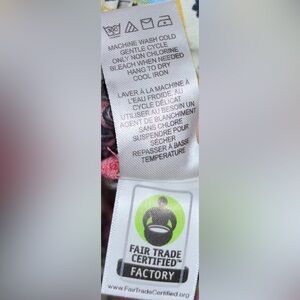 MACHINE WASH COLD
GENTLE CYCLE
ONLY NON CHLORINE
BLEACH WHEN NEEDED
HANG TO DRY
COOL IRON
LAVER À LA MACHINE À
L'EAU FROIDE AU
CYCLE DÉLICAT
UTILISER AU BESOIN UN
AGENT DE BLANCHIMENT
SANS CHLORE
SUSPENDRE POUR
SÉCHER
REPASSER À BASSE
TEMPÉRATURE
FAIR TRADE
CERTIFIED™
FACTORY
www.FairTradeCertified.org